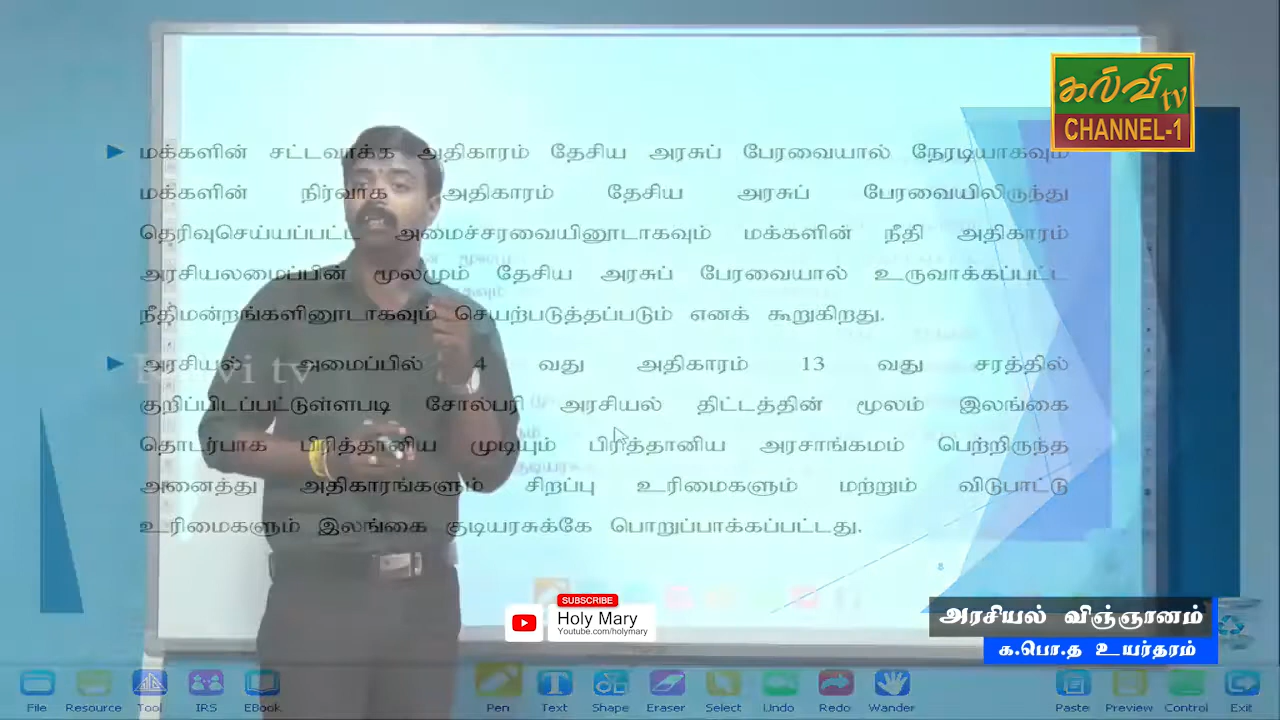 கல்வி tv
CHANNEL-1
மக்களின் சட்டவாக்க அதிகாரம் தேசிய அரசுப் பேரவையால் நேரடியாகவும்
மக்களின் நிர்வாக அதிகாரம் தேசிய அரசுப் பேரவையிலிருந்து
தெரிவுசெய்யப்பட்ட அமைச்சரவையினூடாகவும் மக்களின் நீதி அதிகாரம்
அரசியலமைப்பின் மூலமும் தேசிய அரசுப் பேரவையால் உருவாக்கப்பட்ட
நீதிமன்றங்களினூடாகவும் செயற்படுத்தப்படும் எனக் கூறுகிறது.
அரசியல் அமைப்பில் 4 வது அதிகாரம் 13 வது சரத்தில்
குறிப்பிடப்பட்டுள்ளபடி சோல்பரி அரசியல் திட்டத்தின் மூலம் இலங்கை
தொடர்பாக பிரித்தானிய முடியும் பிரித்தானிய அரசாங்கமம் பெற்றிருந்த
அனைத்து அதிகாரங்களும் சிறப்பு உரிமைகளும் மற்றும் விடுபாட்டு
உரிமைகளும் இலங்கை குடியரசுக்கே பொறுப்பாக்கப்பட்டது.
8
SUBSCRIBE
Holy Mary
Youtube.com/holymary
அரசியல் விஞ்ஞானம்
க.பொ.த உயர்தரம்
File Resource Tool IRS EBook Pen Text Shape Eraser Select Undo Redo Wander Paste Preview Control Exit